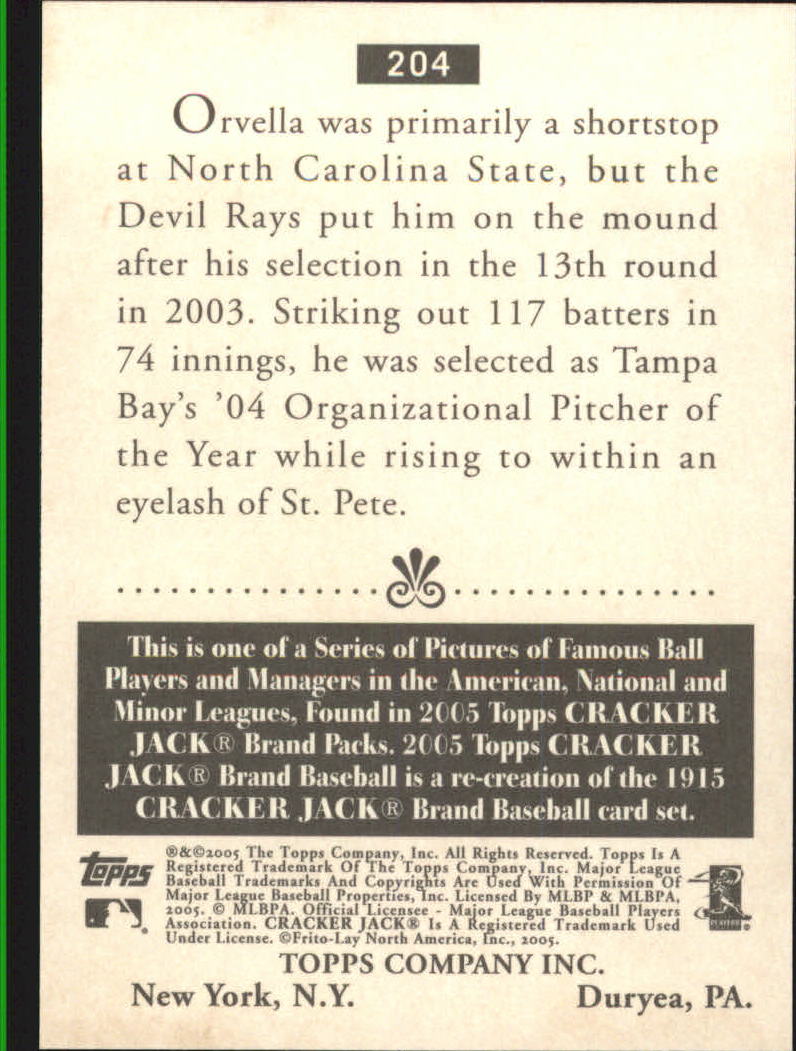 204
Orvella was primarily a shortstop
at North Carolina State, but the
Devil Rays put him on the mound
after his selection in the 13th round
in 2003. Striking out 117 batters in
74 innings, he was selected as Tampa
Bay's '04 Organizational Pitcher of
the Year while rising to within an
eyelash of St. Pete.
This is one of a Series of Pictures of Famous Ball
Players and Managers in the American, National and
Minor Leagues, Found in 2005 Topps CRACKER
JACK® Brand Packs. 2005 Topps CRACKER
JACK® Brand Baseball is a re-creation of the 1915
CRACKER JACK® Brand Baseball card set.
Topps
®&©2005 The Topps Company, Inc. All Rights Reserved. Topps Is A
Registered Trademark Of The Topps Company, Inc. Major League
Baseball Trademarks And Copyrights Are Used With Permission Of
Major League Baseball Properties, Inc. Licensed By MLBP & MLBPA,
2005. © MLBPA. Official Licensee - Major League Baseball Players
Association. CRACKER JACK® Is A Registered Trademark Used
Under License. ©Frito-Lay North America, Inc., 2005.
TOPPS COMPANY INC.
New York, N.Y. Duryea, PA.